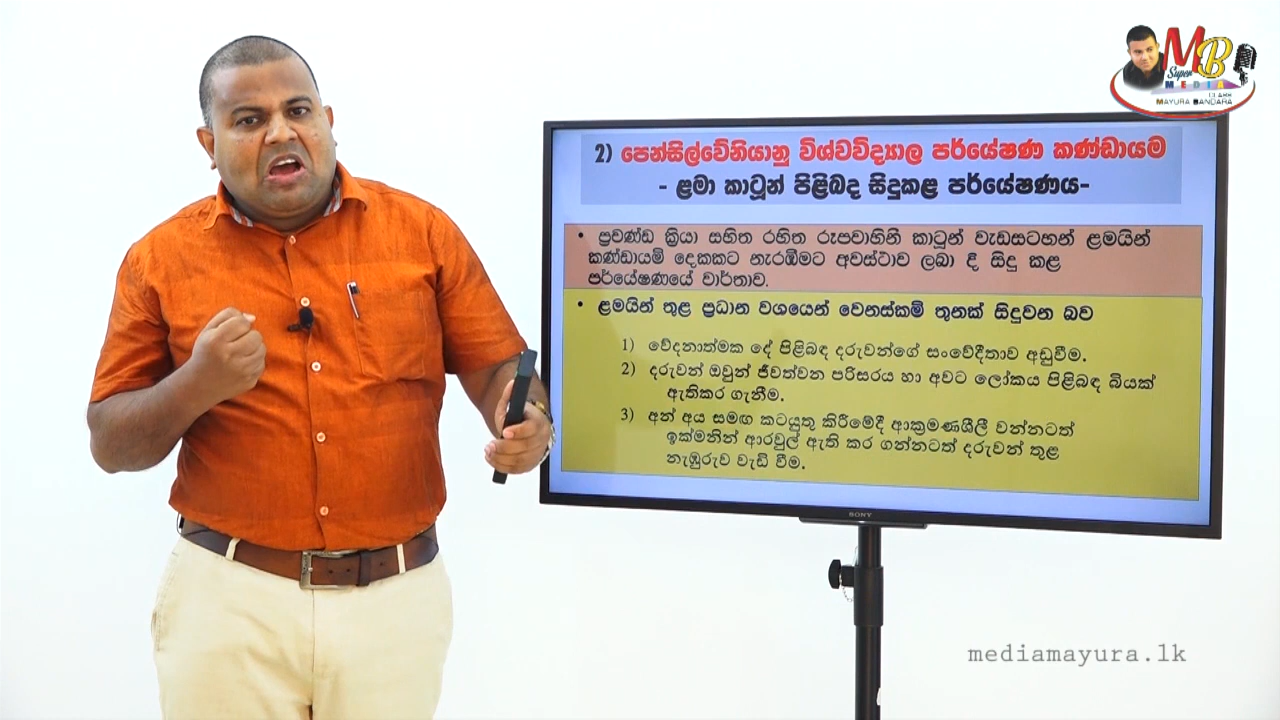 MB
Super
MEDIA
MAYURA BANDARA
2) පෙන්සිල්වේනියානු විශ්වවිද්‍යාල පර්යේෂණ කණ්ඩායම
- ළමා කාටූන් පිළිබද සිදුකළ පර්යේෂණය-
• ප්‍රචණ්ඩ ක්‍රියා සහිත රහිත රූපවාහිනී කාටූන් වැඩසටහන් ළමයින්
කණ්ඩායම් දෙකකට නැරඹීමට අවස්ථාව ලබා දී සිදු කළ
පර්යේෂණයේ වාර්තාව.
• ළමයින් තුළ ප්‍රධාන වශයෙන් වෙනස්කම් තුනක් සිදුවන බව
1) වේදනාත්මක දේ පිළිබඳ දරුවන්ගේ සංවේදීතාව අඩුවීම.
2) දරුවන් ඔවුන් ජීවත්වන පරිසරය හා අවට ලෝකය පිළිබඳ බියක්
ඇතිකර ගැනීම.
3) අන් අය සමඟ කටයුතු කිරීමේදී ආක්‍රමණශීලී වන්නටත්
ඉක්මනින් ආරවුල් ඇති කර ගන්නටත් දරුවන් තුළ
නැඹුරුව වැඩි වීම.
SONY
mediamayura.lk